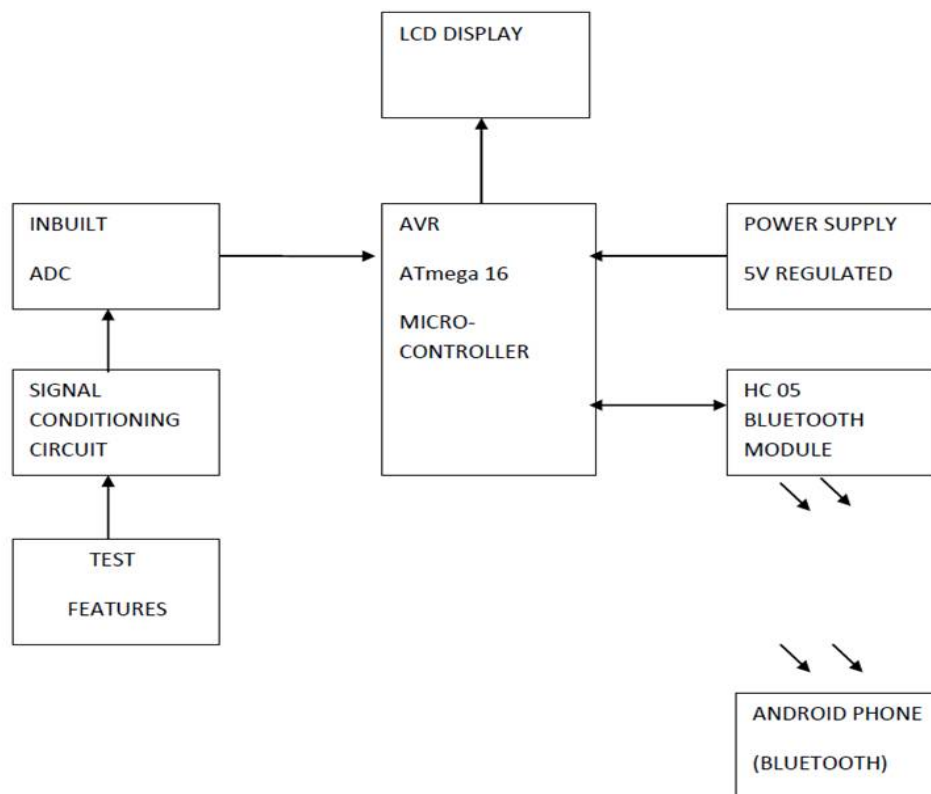 LCD DISPLAY
INBUILT
ADC
AVR
ATmega 16
MICRO-
CONTROLLER
POWER SUPPLY
5V REGULATED
SIGNAL
CONDITIONING
CIRCUIT
HC 05
BLUETOOTH
MODULE
TEST
FEATURES
ANDROID PHONE
(BLUETOOTH)